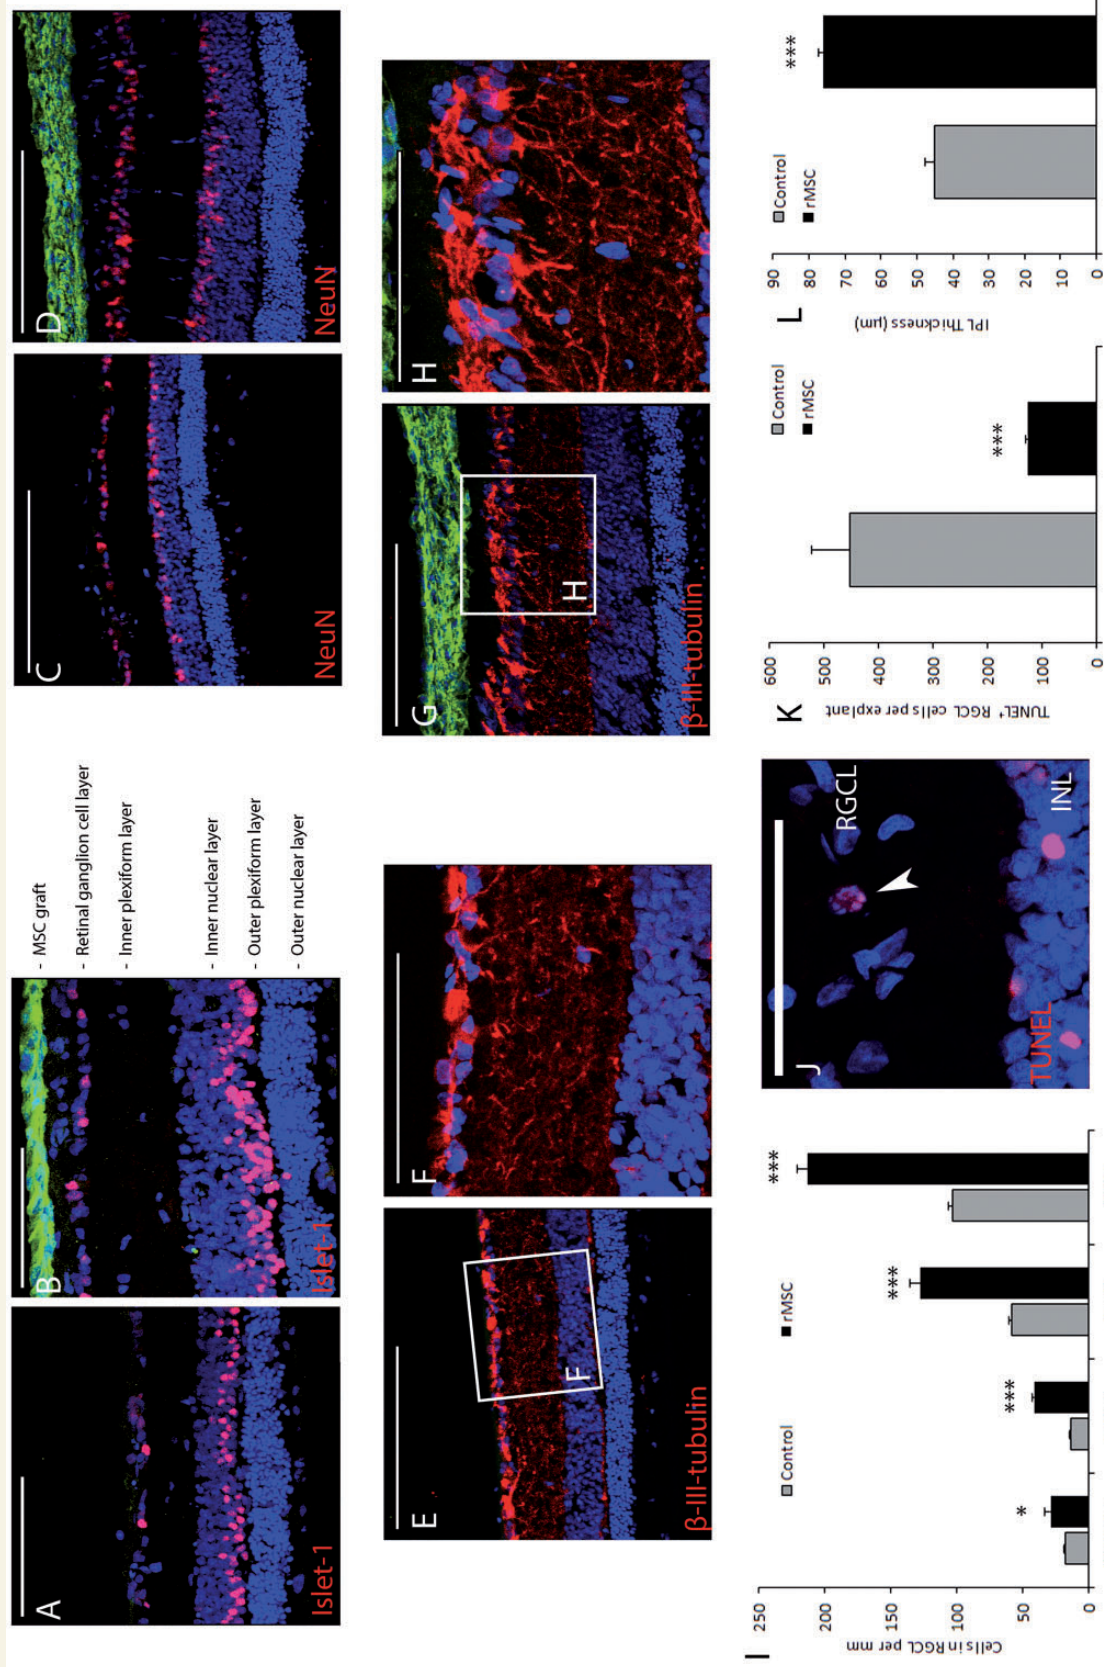 A
Islet-1
B
Islet-1
- MSC graft
- Retinal ganglion cell layer
- Inner plexiform layer
- Inner nuclear layer
- Outer plexiform layer
- Outer nuclear layer
C
NeuN
D
NeuN
E
F
β-III-tubulin
F
G
H
β-III-tubulin
H
I
Cells in RGCL per mm
250
200
150
100
50
0
Control
rMSC
*
***
***
***
J
RGCL
INL
TUNEL
K
TUNEL⁺ RGCL cells per explant
600
500
400
300
200
100
0
Control
rMSC
***
L
IPL Thickness (µm)
90
80
70
60
50
40
30
20
10
0
Control
rMSC
***